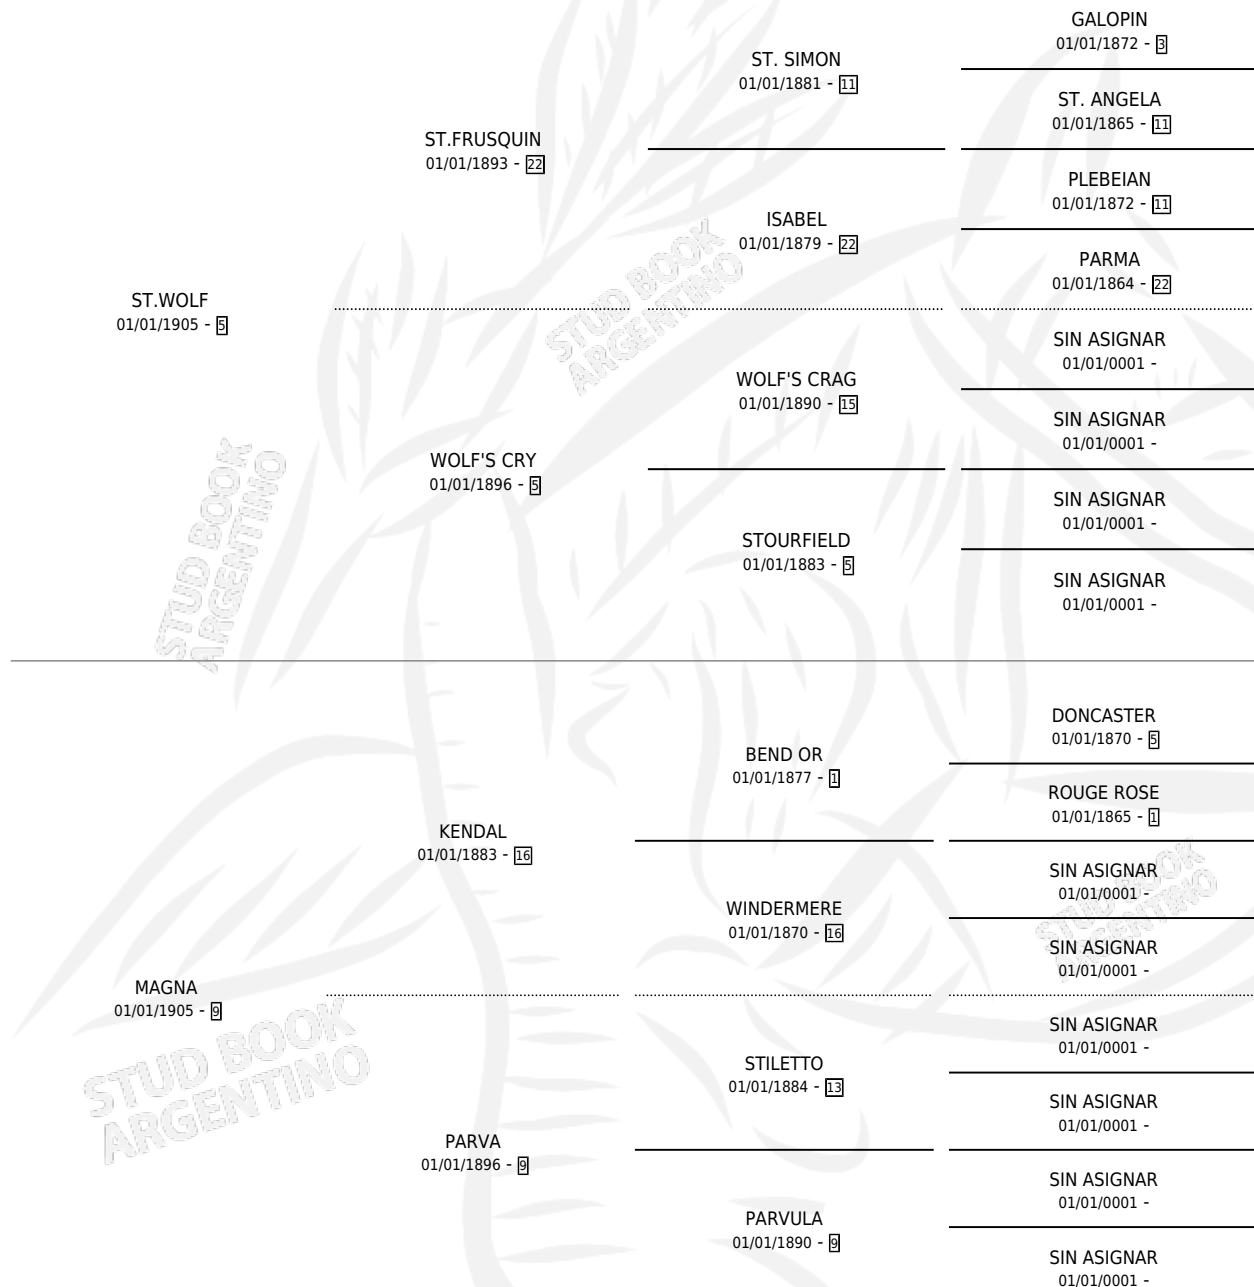 GALOPIN
01/01/1872 - 3
ST. SIMON
01/01/1881 - 11
ST. ANGELA
01/01/1865 - 11
ST.FRUSQUIN
01/01/1893 - 22
PLEBEIAN
01/01/1872 - 11
ISABEL
01/01/1879 - 22
PARMA
01/01/1864 - 22
ST.WOLF
01/01/1905 - 5
SIN ASIGNAR
01/01/0001 -
WOLF'S CRAG
01/01/1890 - 15
SIN ASIGNAR
01/01/0001 -
WOLF'S CRY
01/01/1896 - 5
SIN ASIGNAR
01/01/0001 -
STOURFIELD
01/01/1883 - 5
SIN ASIGNAR
01/01/0001 -
DONCASTER
01/01/1870 - 5
BEND OR
01/01/1877 - 1
ROUGE ROSE
01/01/1865 - 1
KENDAL
01/01/1883 - 16
SIN ASIGNAR
01/01/0001 -
WINDERMERE
01/01/1870 - 16
SIN ASIGNAR
01/01/0001 -
MAGNA
01/01/1905 - 9
SIN ASIGNAR
01/01/0001 -
STILETTO
01/01/1884 - 13
SIN ASIGNAR
01/01/0001 -
PARVA
01/01/1896 - 9
SIN ASIGNAR
01/01/0001 -
PARVULA
01/01/1890 - 9
SIN ASIGNAR
01/01/0001 -
STUD BOOK
ARGENTINO
STUD BOOK
ARGENTINO
STUD BOOK
ARGENTINO
STUD BOOK
ARGENTINO